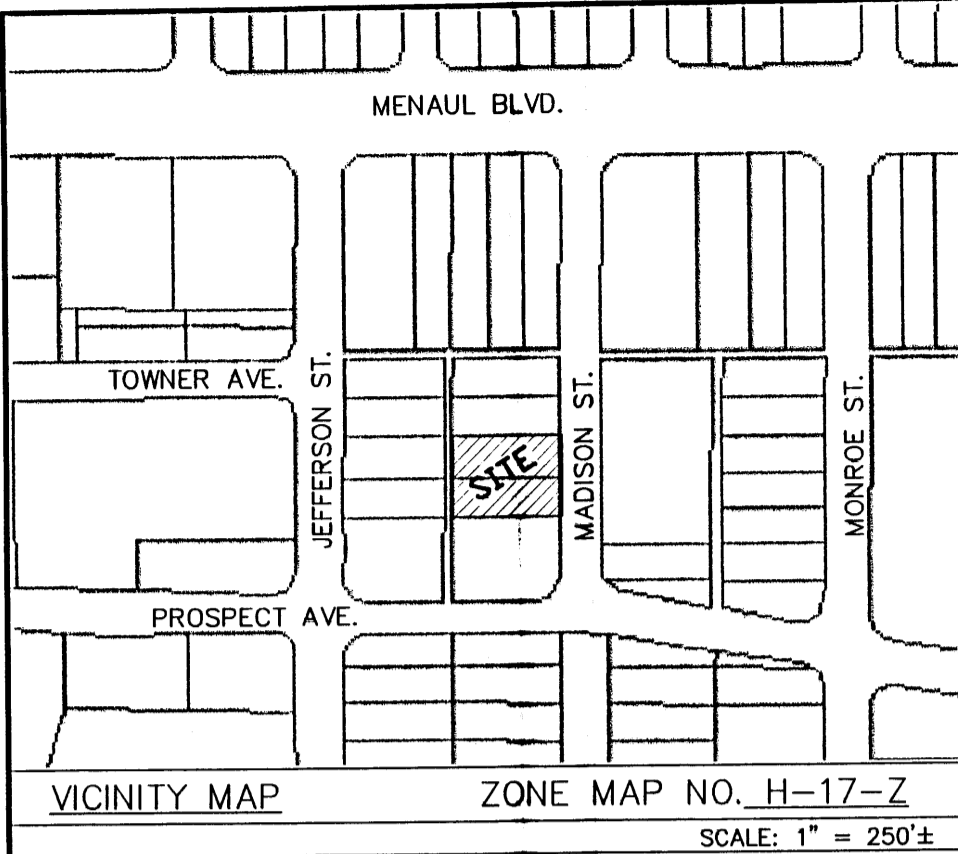 MENAUL BLVD.
TOWNER AVE.
JEFFERSON ST.
SITE
MADISON ST.
MONROE ST.
PROSPECT AVE.
VICINITY MAP
ZONE MAP NO. H-17-Z
SCALE: 1" = 250'±